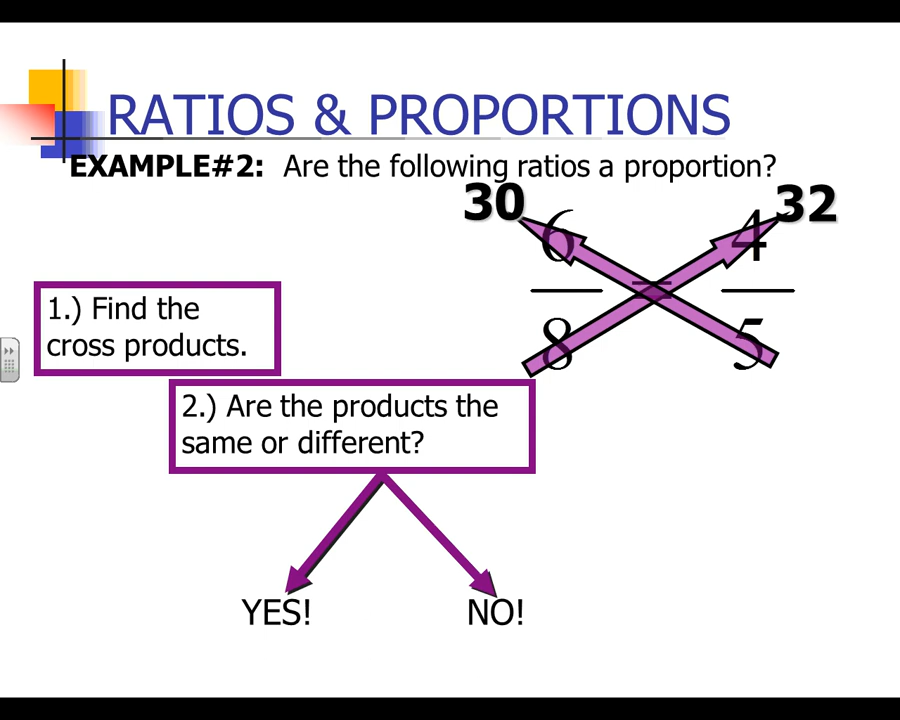 RATIOS & PROPORTIONS
EXAMPLE#2: Are the following ratios a proportion?
30
32
6
4
=
8
5
1.) Find the
cross products.
2.) Are the products the
same or different?
YES!
NO!